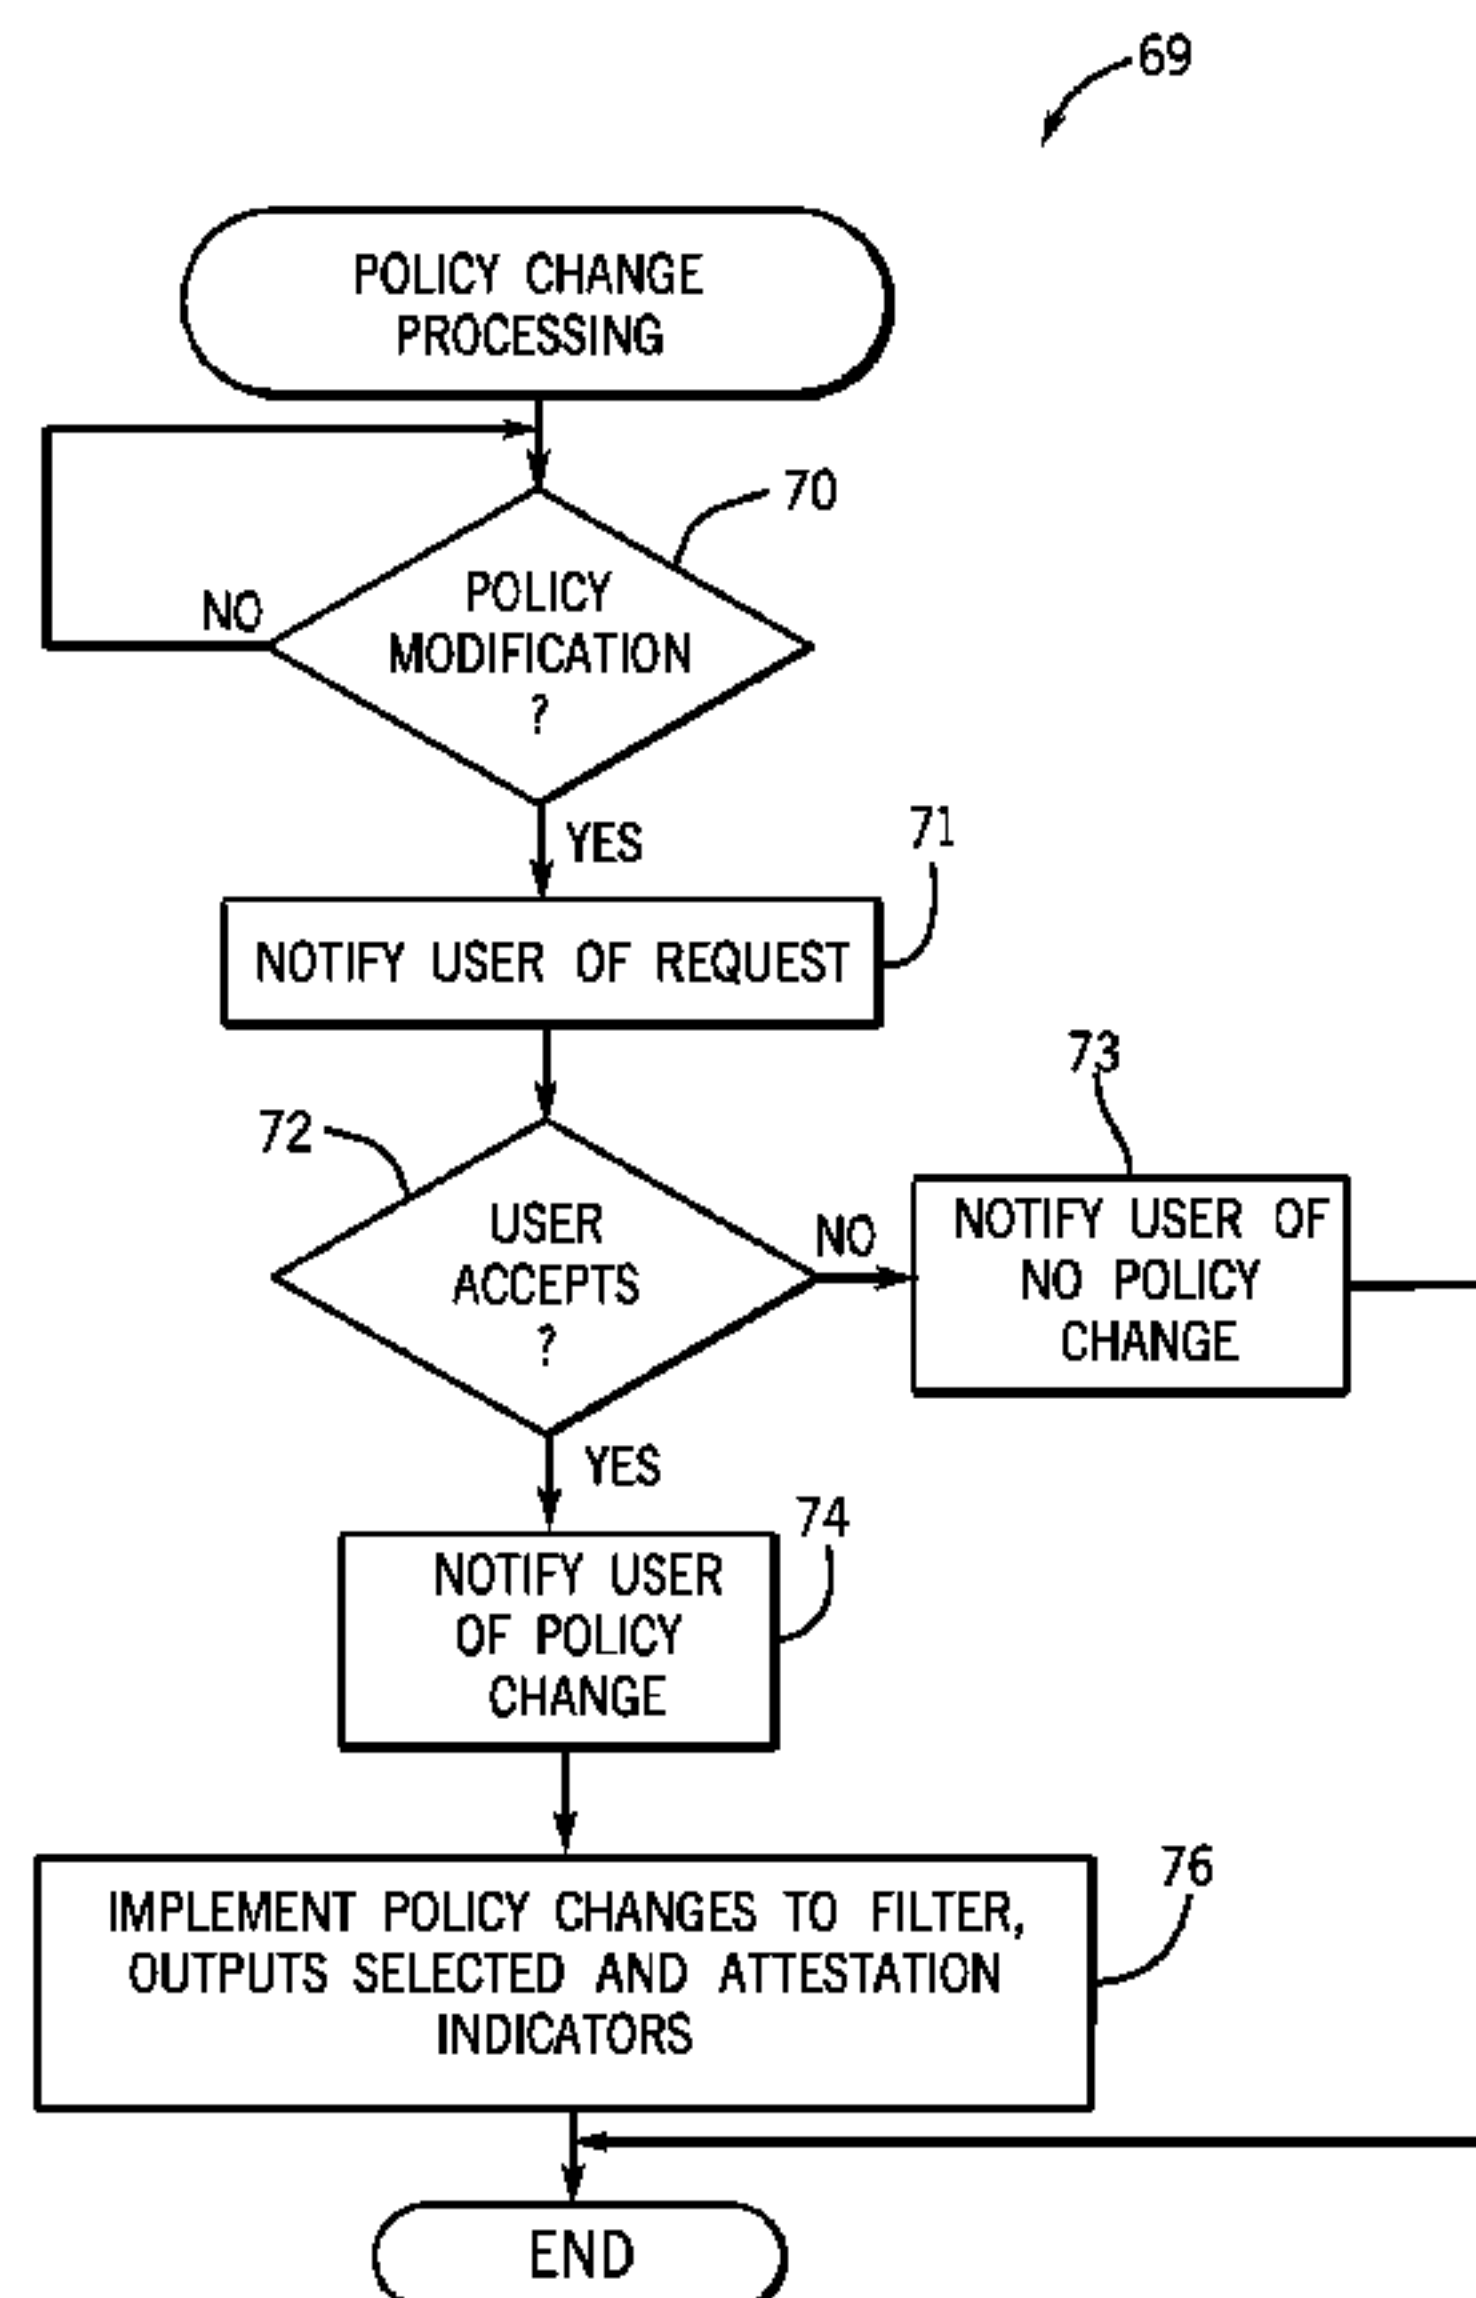 69
POLICY CHANGE
PROCESSING
70
POLICY
MODIFICATION
?
NO
YES
71
NOTIFY USER OF REQUEST
72
USER
ACCEPTS
?
NO
73
NOTIFY USER OF
NO POLICY
CHANGE
YES
74
NOTIFY USER
OF POLICY
CHANGE
76
IMPLEMENT POLICY CHANGES TO FILTER,
OUTPUTS SELECTED AND ATTESTATION
INDICATORS
END